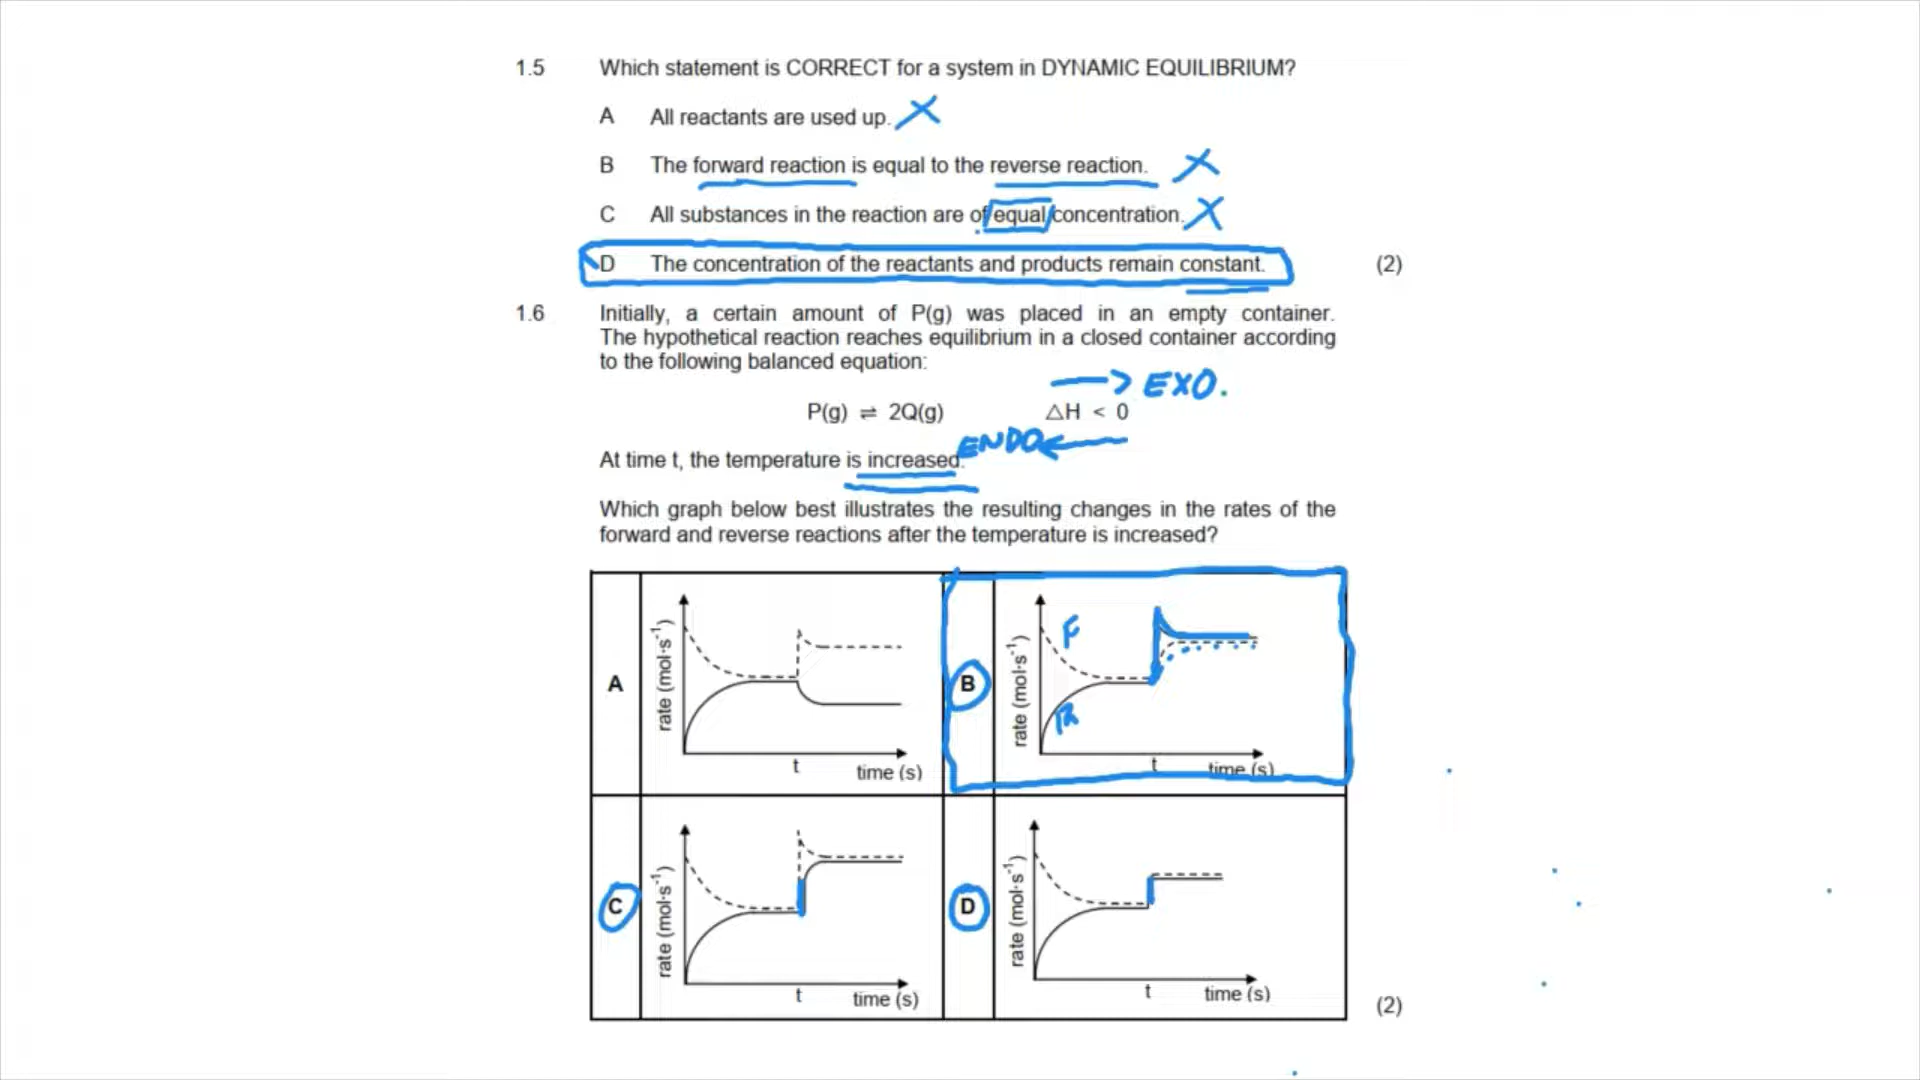 1.5 Which statement is CORRECT for a system in DYNAMIC EQUILIBRIUM?
A All reactants are used up. X
B The forward reaction is equal to the reverse reaction. X
C All substances in the reaction are of equal concentration. X
D The concentration of the reactants and products remain constant. (2)
1.6 Initially, a certain amount of P(g) was placed in an empty container.
The hypothetical reaction reaches equilibrium in a closed container according
to the following balanced equation:
→ EXO.
P(g) ⇌ 2Q(g) △H < 0
ENDO ←
At time t, the temperature is increased.
Which graph below best illustrates the resulting changes in the rates of the
forward and reverse reactions after the temperature is increased?
A
rate (mol·s⁻¹)
t
time (s)
B
rate (mol·s⁻¹)
F
R
t
time (s)
C
rate (mol·s⁻¹)
t
time (s)
D
rate (mol·s⁻¹)
t
time (s)
(2)